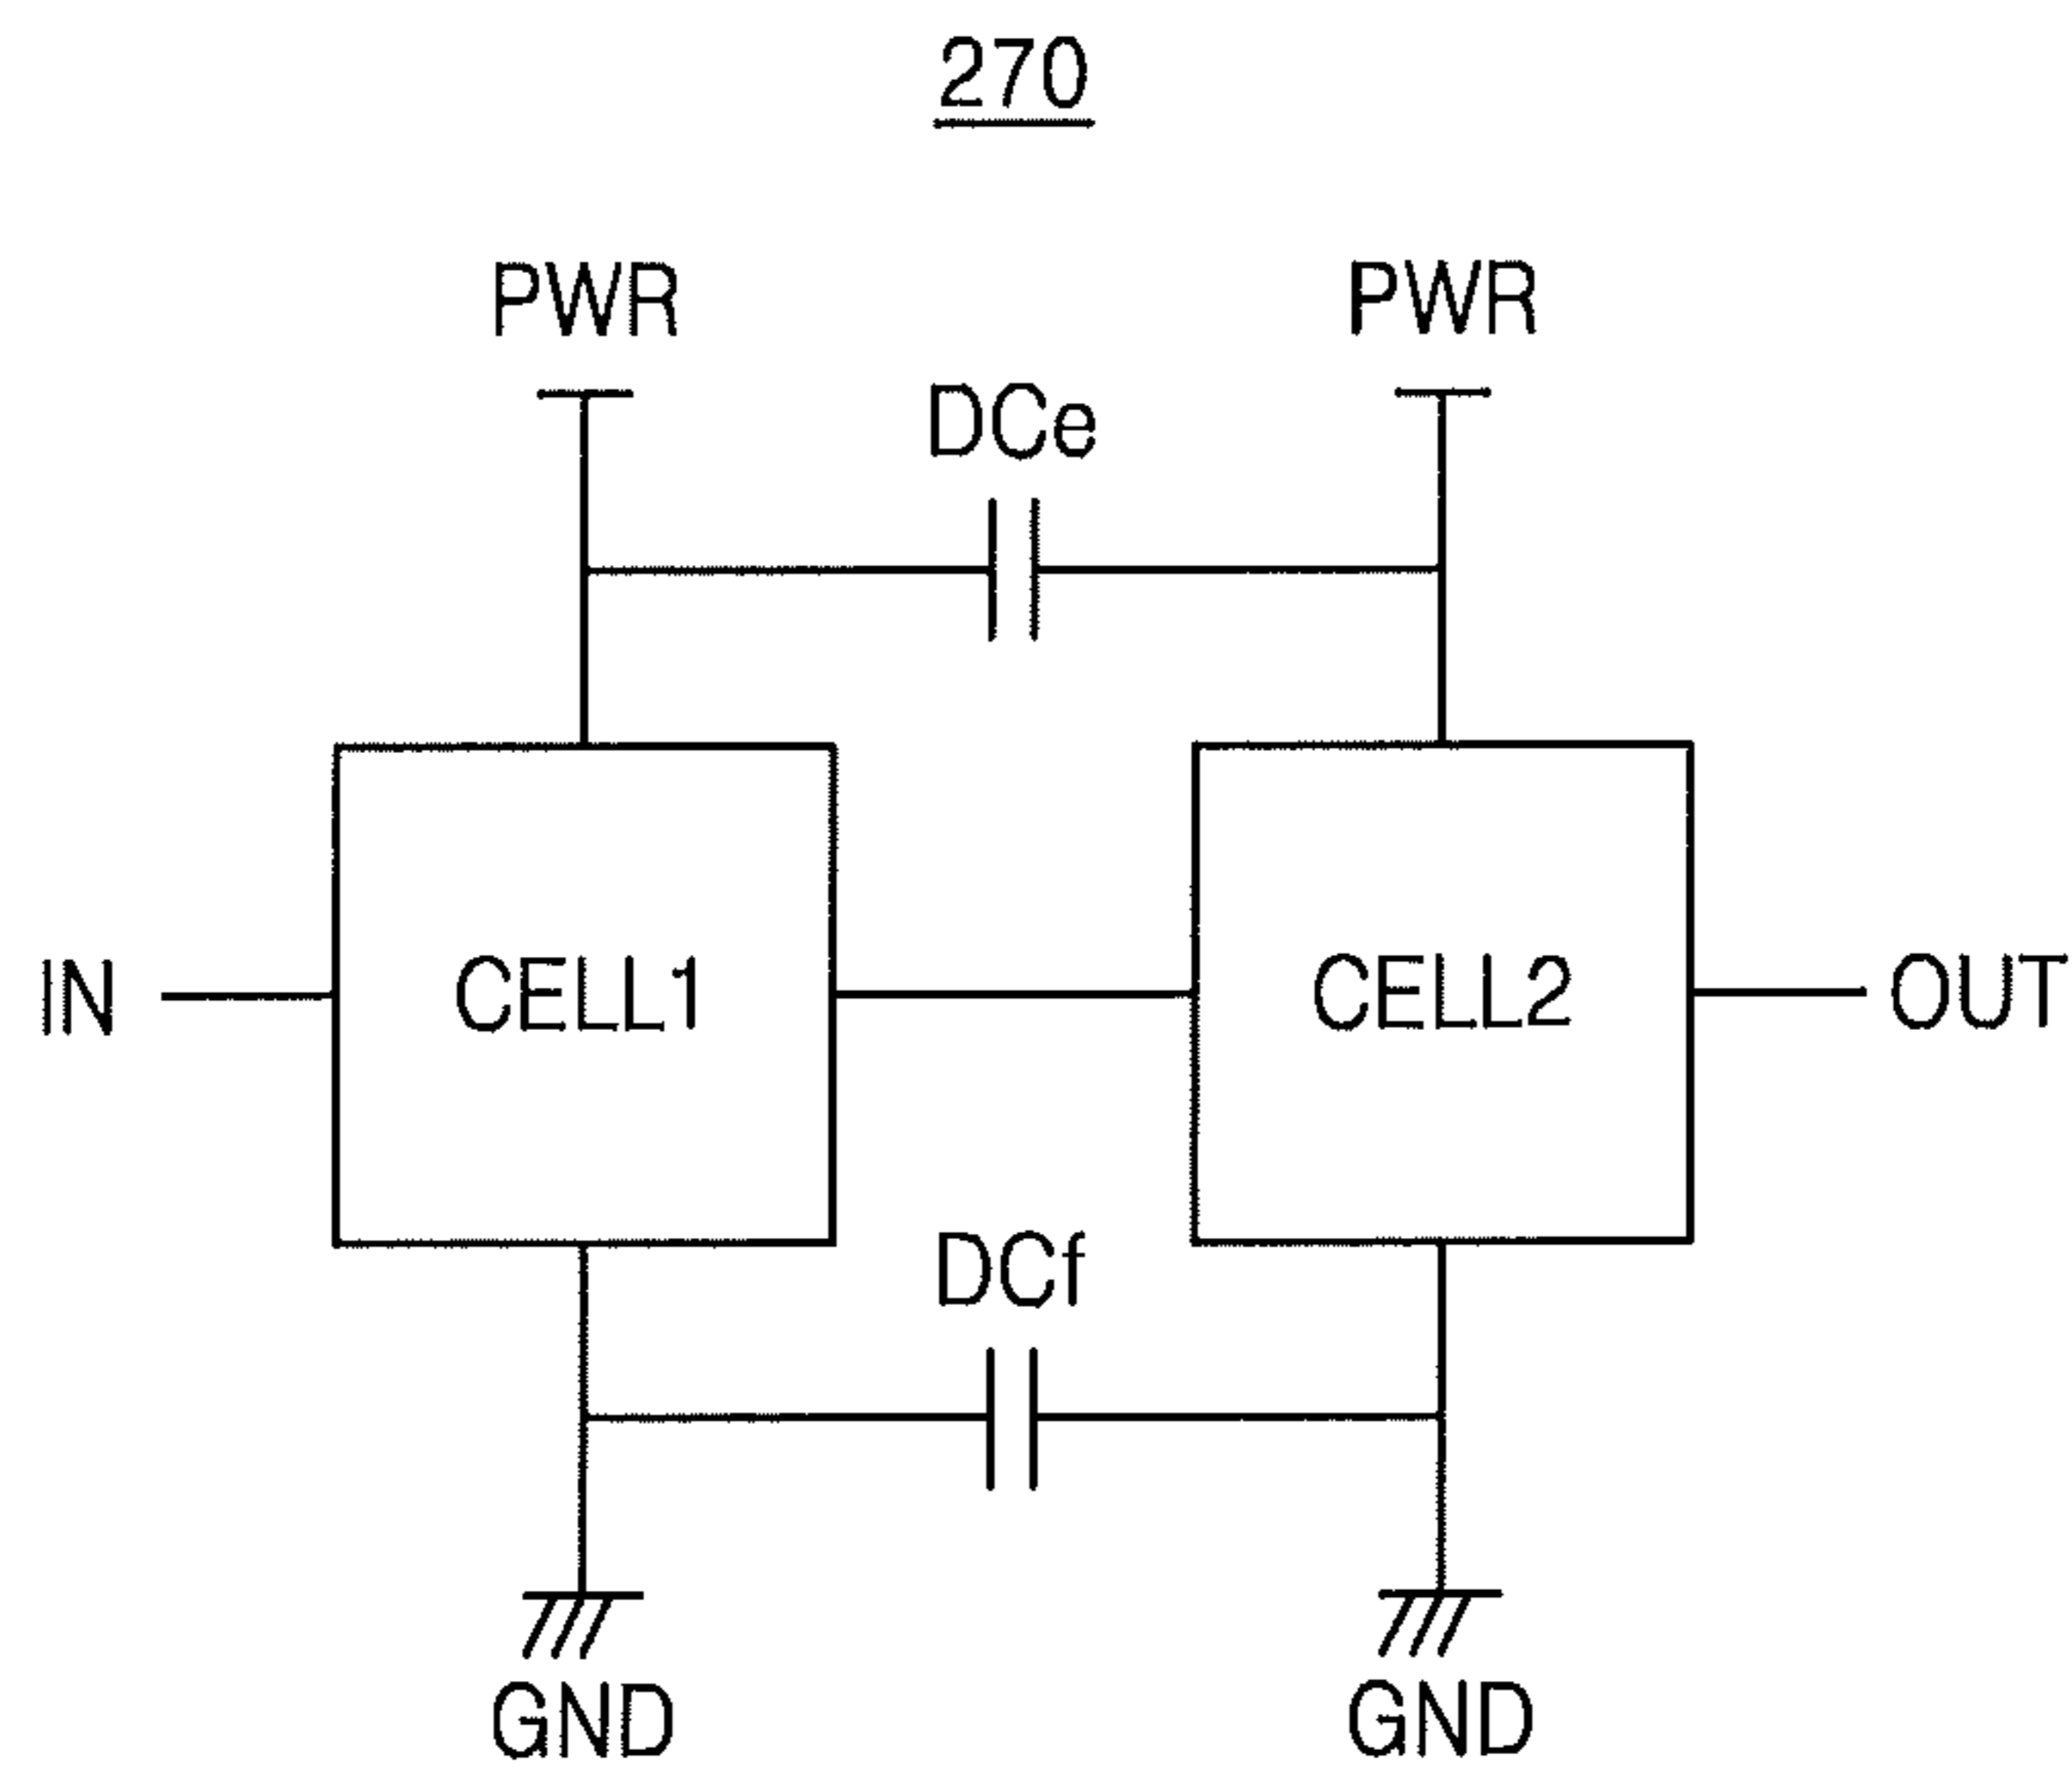 270
PWR
PWR
DCe
IN
CELL1
CELL2
OUT
DCf
GND
GND